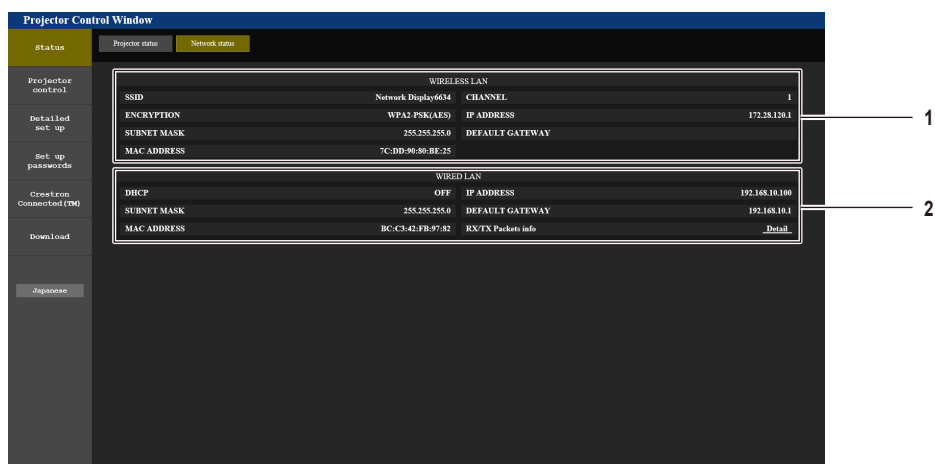 Projector Control Window
Status
Projector status
Network status
Projector
control
Detailed
set up
Set up
passwords
Crestron
Connected(TM)
Download
Japanese
WIRELESS LAN
SSID Network Display6634 CHANNEL 1
ENCRYPTION WPA2-PSK(AES) IP ADDRESS 172.28.120.1
SUBNET MASK 255.255.255.0 DEFAULT GATEWAY
MAC ADDRESS 7C:DD:90:80:BE:25
1
WIRED LAN
DHCP OFF IP ADDRESS 192.168.10.100
SUBNET MASK 255.255.255.0 DEFAULT GATEWAY 192.168.10.1
MAC ADDRESS BC:C3:42:FB:97:82 RX/TX Packets info Detail
2